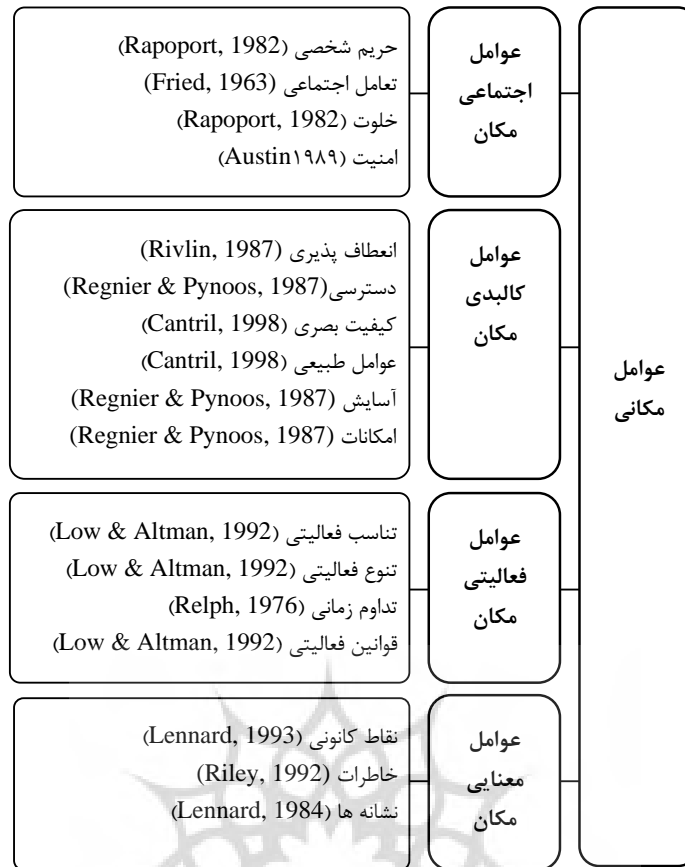 عوامل
مکانی
عوامل
اجتماعی
مکان
حریم شخصی (Rapoport, 1982)
تعامل اجتماعی (Fried, 1963)
خلوت (Rapoport, 1982)
امنیت (Austin۱۹۸۹)
عوامل
کالبدی
مکان
انعطاف پذیری (Rivlin, 1987)
دسترسی(Regnier & Pynoos, 1987)
کیفیت بصری (Cantril, 1998)
عوامل طبیعی (Cantril, 1998)
آسایش (Regnier & Pynoos, 1987)
امکانات (Regnier & Pynoos, 1987)
عوامل
فعالیتی
مکان
تناسب فعالیتی (Low & Altman, 1992)
تنوع فعالیتی (Low & Altman, 1992)
تداوم زمانی (Relph, 1976)
قوانین فعالیتی (Low & Altman, 1992)
عوامل
معنایی
مکان
نقاط کانونی (Lennard, 1993)
خاطرات (Riley, 1992)
نشانه ها (Lennard, 1984)